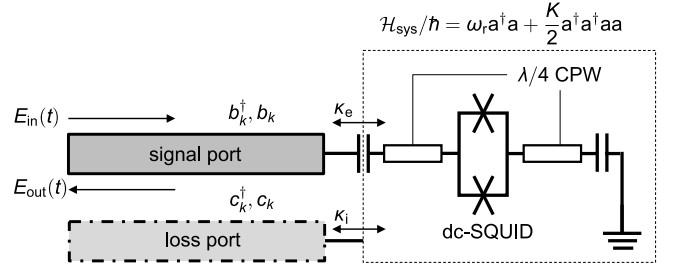 ℋsys/ℏ = ωra†a + K/2 a†a†aa
λ/4 CPW
Ein(t)
b†k, bk
κe
signal port
Eout(t)
c†k, ck
κi
loss port
dc-SQUID